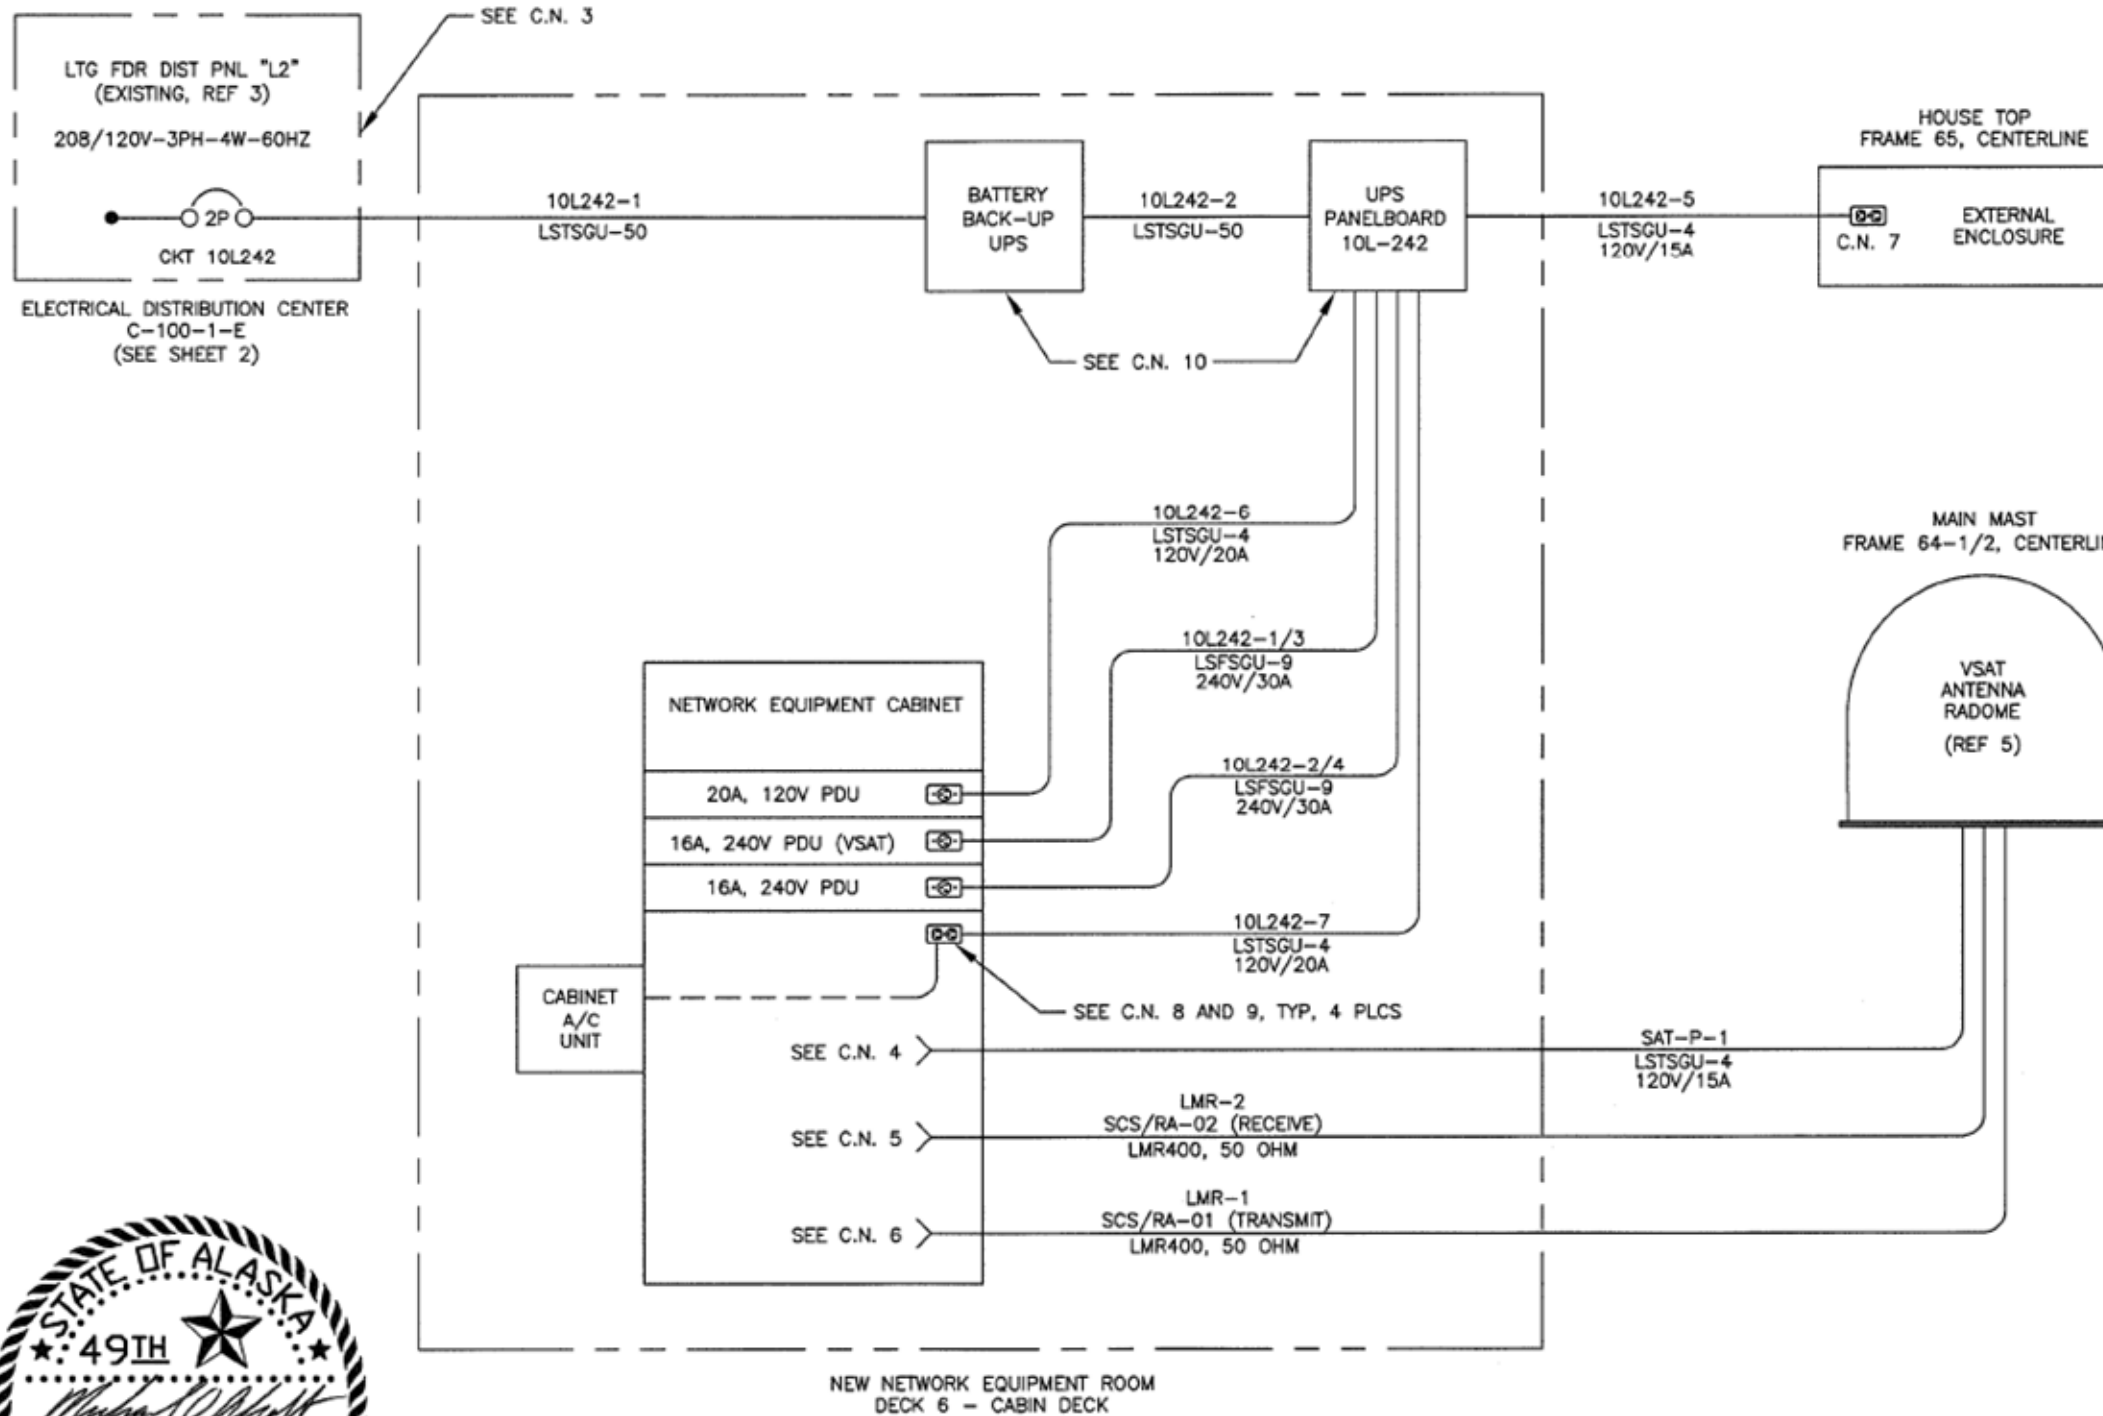 SEE C.N. 3
LTG FDR DIST PNL "L2"
(EXISTING, REF 3)
208/120V-3PH-4W-60HZ
2P
CKT 10L242
ELECTRICAL DISTRIBUTION CENTER
C-100-1-E
(SEE SHEET 2)
10L242-1
LSTSGU-50
BATTERY
BACK-UP
UPS
10L242-2
LSTSGU-50
UPS
PANELBOARD
10L-242
SEE C.N. 10
10L242-5
LSTSGU-4
120V/15A
HOUSE TOP
FRAME 65, CENTERLINE
C.N. 7
EXTERNAL
ENCLOSURE
10L242-6
LSTSGU-4
120V/20A
10L242-1/3
LSFSGU-9
240V/30A
10L242-2/4
LSFSGU-9
240V/30A
10L242-7
LSTSGU-4
120V/20A
NETWORK EQUIPMENT CABINET
20A, 120V PDU
16A, 240V PDU (VSAT)
16A, 240V PDU
CABINET
A/C
UNIT
SEE C.N. 8 AND 9, TYP, 4 PLCS
SEE C.N. 4
SEE C.N. 5
SEE C.N. 6
SAT-P-1
LSTSGU-4
120V/15A
LMR-2
SCS/RA-02 (RECEIVE)
LMR400, 50 OHM
LMR-1
SCS/RA-01 (TRANSMIT)
LMR400, 50 OHM
MAIN MAST
FRAME 64-1/2, CENTERLI
VSAT
ANTENNA
RADOME
(REF 5)
NEW NETWORK EQUIPMENT ROOM
DECK 6 - CABIN DECK
STATE OF ALASKA
49TH